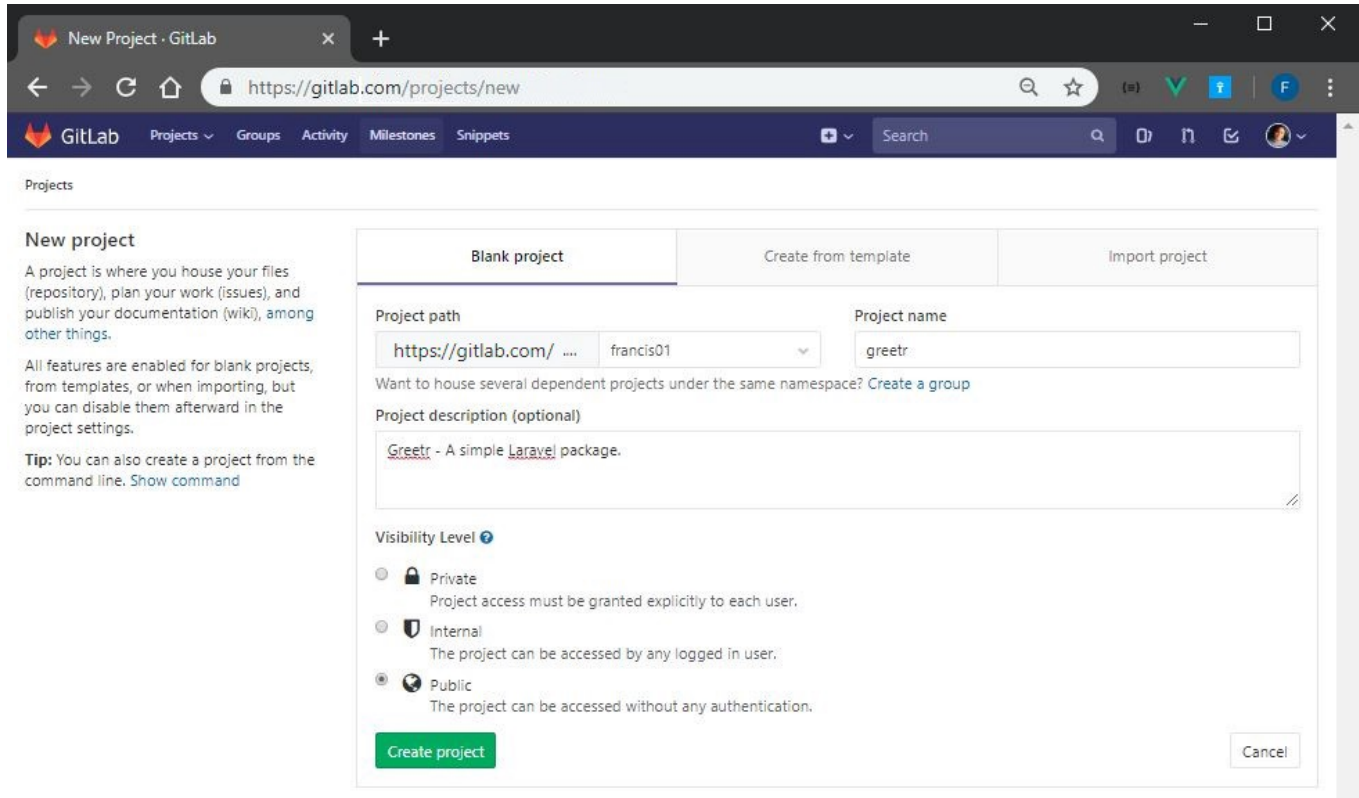 New Project · GitLab
https://gitlab.com/projects/new
F
GitLab Projects Groups Activity Milestones Snippets Search
Projects
New project
A project is where you house your files
(repository), plan your work (issues), and
publish your documentation (wiki), among
other things.
All features are enabled for blank projects,
from templates, or when importing, but
you can disable them afterward in the
project settings.
Tip: You can also create a project from the
command line. Show command
Blank project Create from template Import project
Project path Project name
https://gitlab.com/ .... francis01 greetr
Want to house several dependent projects under the same namespace? Create a group
Project description (optional)
Greetr - A simple Laravel package.
Visibility Level
Private
Project access must be granted explicitly to each user.
Internal
The project can be accessed by any logged in user.
Public
The project can be accessed without any authentication.
Create project Cancel